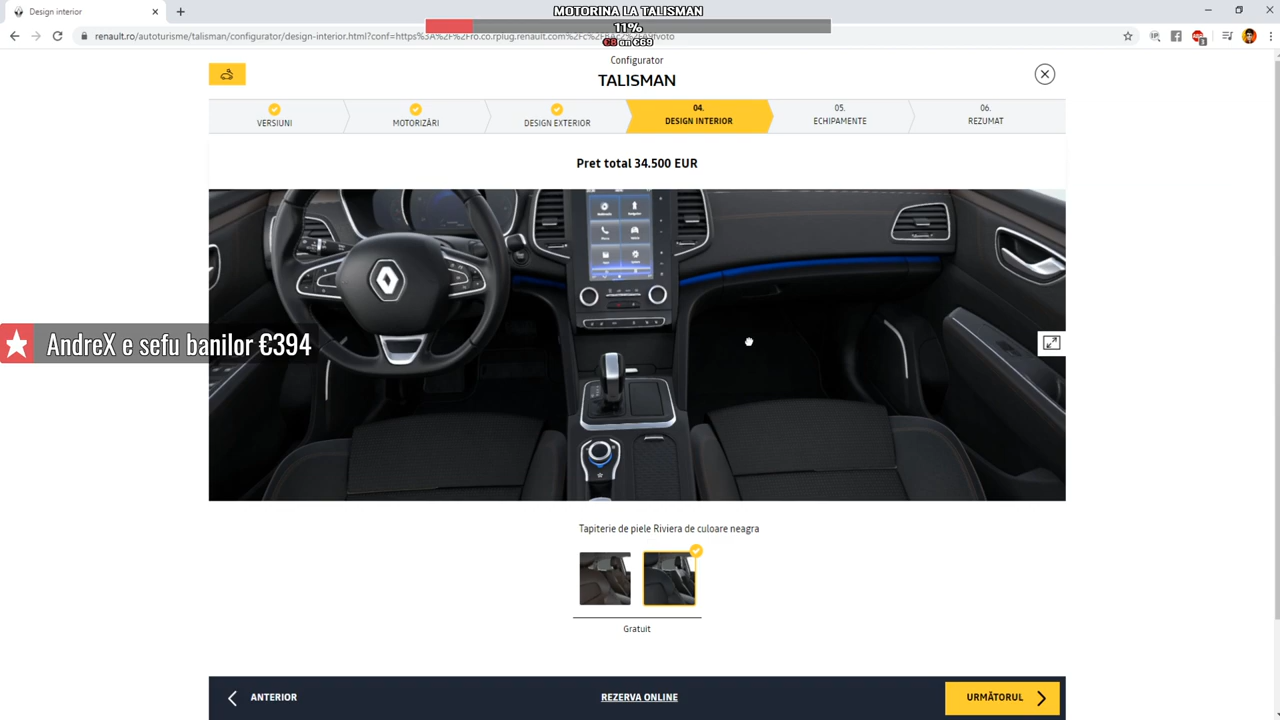 Design interior
MOTORINA LA TALISMAN
11%
€8 an €69
renault.ro/autoturisme/talisman/configurator/design-interior.html?conf=https%3A%2F%2Fro.co.rplug.renault.com
Configurator
TALISMAN
VERSIUNI
MOTORIZĂRI
DESIGN EXTERIOR
04.
DESIGN INTERIOR
05.
ECHIPAMENTE
06.
REZUMAT
Pret total 34.500 EUR
AndreX e sefu banilor €394
Tapiterie de piele Riviera de culoare neagra
Gratuit
ANTERIOR
REZERVA ONLINE
URMĂTORUL